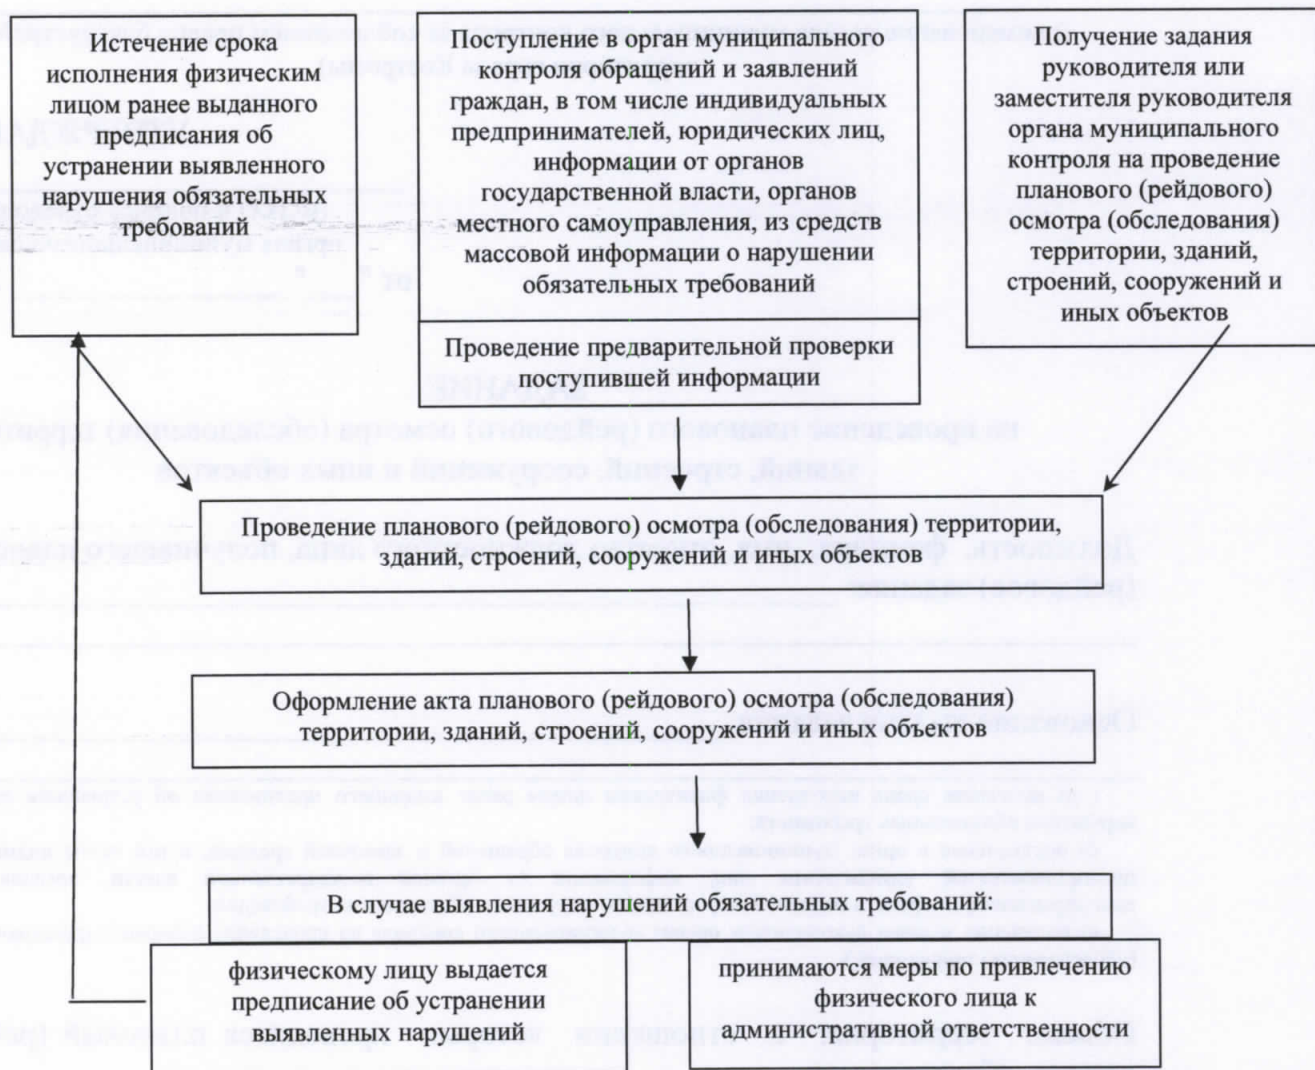 Истечение срока
исполнения физическим
лицом ранее выданного
предписания об
устранении выявленного
нарушения обязательных
требований
Поступление в орган муниципального
контроля обращений и заявлений
граждан, в том числе индивидуальных
предпринимателей, юридических лиц,
информации от органов
государственной власти, органов
местного самоуправления, из средств
массовой информации о нарушении
обязательных требований
Проведение предварительной проверки
поступившей информации
Получение задания
руководителя или
заместителя руководителя
органа муниципального
контроля на проведение
планового (рейдового)
осмотра (обследования)
территории, зданий,
строений, сооружений и
иных объектов
Проведение планового (рейдового) осмотра (обследования) территории,
зданий, строений, сооружений и иных объектов
Оформление акта планового (рейдового) осмотра (обследования)
территории, зданий, строений, сооружений и иных объектов
В случае выявления нарушений обязательных требований:
физическому лицу выдается
предписание об устранении
выявленных нарушений
принимаются меры по привлечению
физического лица к
административной ответственности